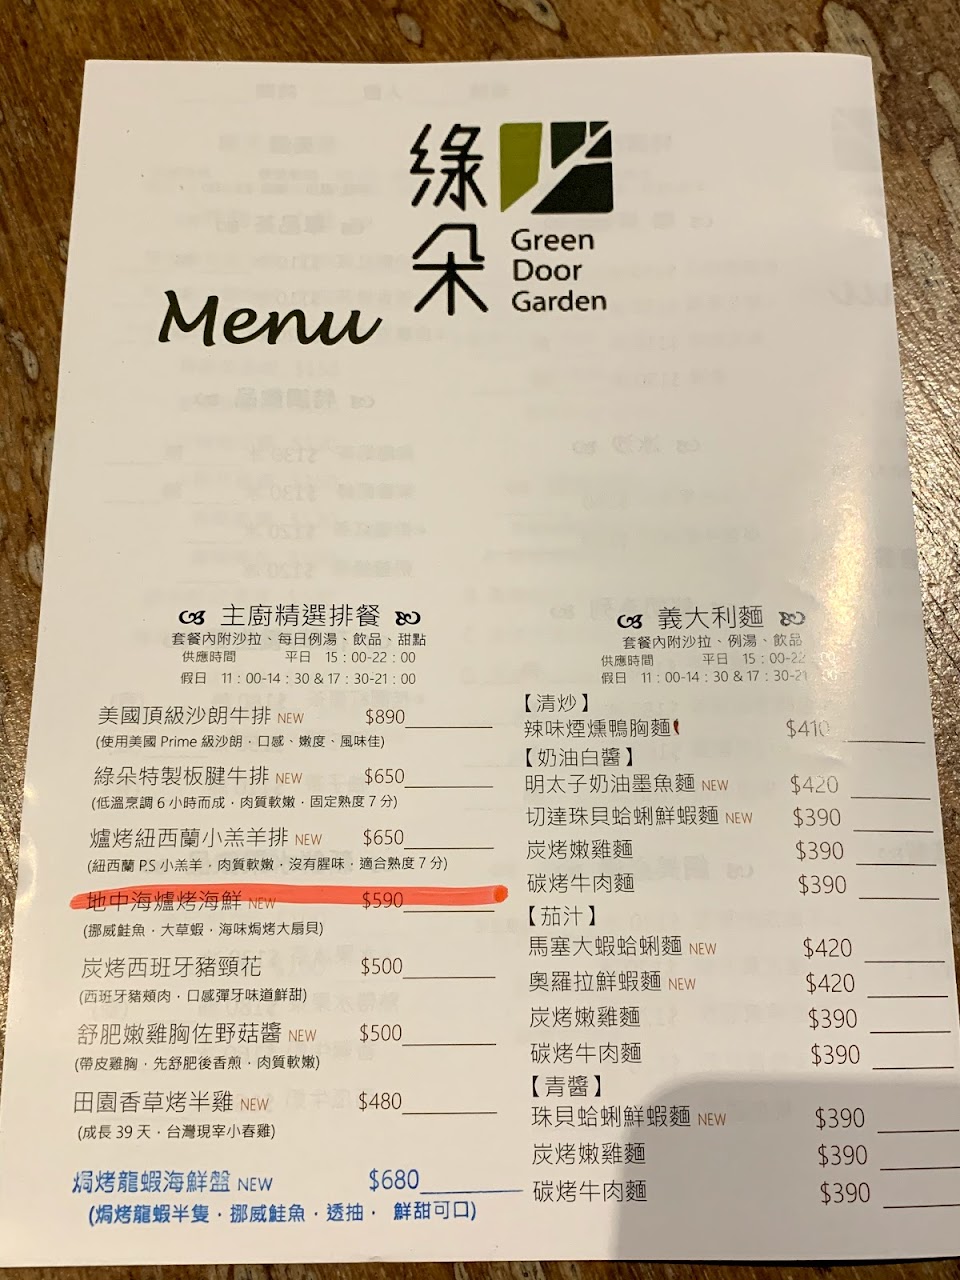 綠朵
Green
Door
Garden
Menu
主廚精選排餐
套餐內附沙拉、每日例湯、飲品、甜點
供應時間 平日 15:00-22:00
假日 11:00-14:30 & 17:30-21:00
美國頂級沙朗牛排 NEW $890
(使用美國 Prime 級沙朗,口感、嫩度、風味佳)
綠朵特製板腱牛排 NEW $650
(低溫烹調 6 小時而成,肉質軟嫩,固定熟度 7 分)
爐烤紐西蘭小羔羊排 NEW $650
(紐西蘭 P.S 小羔羊,肉質軟嫩,沒有腥味,適合熟度 7 分)
地中海爐烤海鮮 NEW $590
(挪威鮭魚,大草蝦,海味焗烤大扇貝)
炭烤西班牙豬頸花 $500
(西班牙豬頰肉,口感彈牙味道鮮甜)
舒肥嫩雞胸佐野菇醬 NEW $500
(帶皮雞胸,先舒肥後香煎,肉質軟嫩)
田園香草烤半雞 NEW $480
(成長 39 天,台灣現宰小春雞)
焗烤龍蝦海鮮盤 NEW $680
(焗烤龍蝦半隻,挪威鮭魚,透抽, 鮮甜可口)
義大利麵
套餐內附沙拉、例湯、飲品
供應時間 平日 15:00-22:00
假日 11:00-14:30 & 17:30-21:00
【清炒】
辣味煙燻鴨胸麵 $410
【奶油白醬】
明太子奶油墨魚麵 NEW $420
切達珠貝蛤蜊鮮蝦麵 NEW $390
炭烤嫩雞麵 $390
碳烤牛肉麵 $390
【茄汁】
馬塞大蝦蛤蜊麵 NEW $420
奧羅拉鮮蝦麵 NEW $420
炭烤嫩雞麵 $390
碳烤牛肉麵 $390
【青醬】
珠貝蛤蜊鮮蝦麵 NEW $390
炭烤嫩雞麵 $390
碳烤牛肉麵 $390